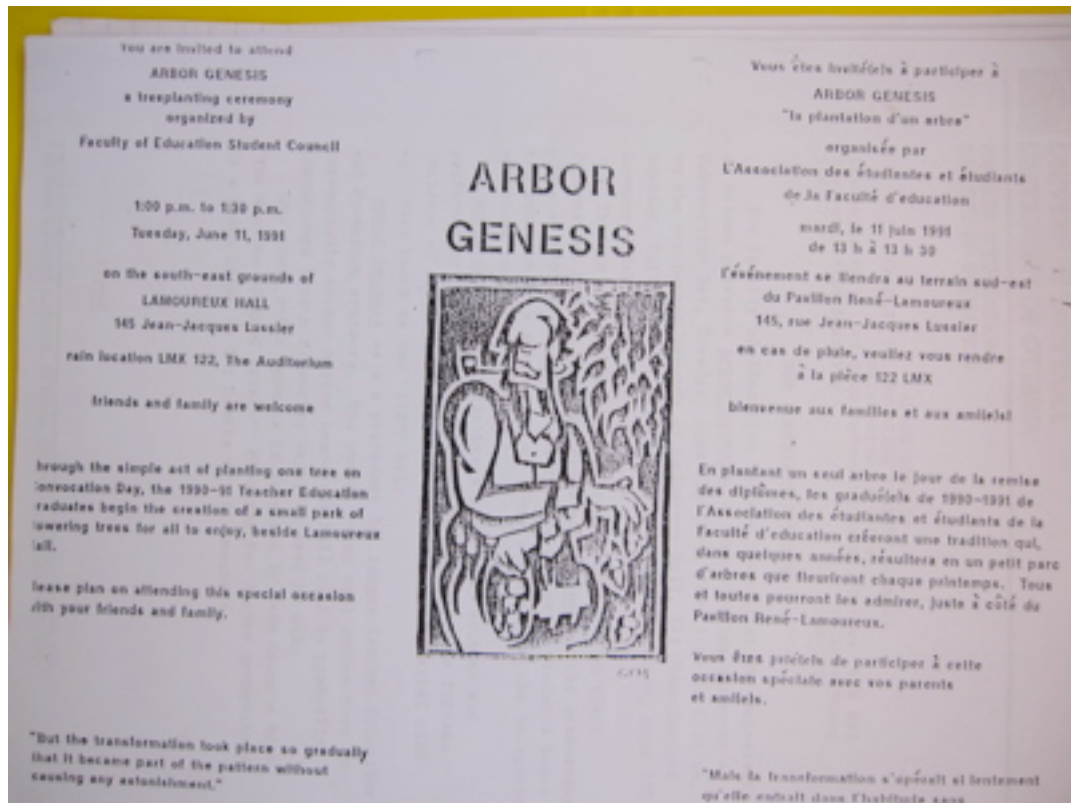 You are invited to attend
ARBOR GENESIS
a treeplanting ceremony
organized by
Faculty of Education Student Council
1:00 p.m. to 1:30 p.m.
Tuesday, June 11, 1991
on the south-east grounds of
LAMOUREUX HALL
145 Jean-Jacques Lussier
rain location LMX 122, The Auditorium
friends and family are welcome
hrough the simple act of planting one tree on
onvocation Day, the 1990-91 Teacher Education
raduates begin the creation of a small park of
lowering trees for all to enjoy, beside Lamoureux
all.
lease plan on attending this special occasion
ith your friends and family.
"But the transformation took place so gradually
that it became part of the pattern without
causing any astonishment."
ARBOR
GENESIS
Vous êtes invité(e)s à participer à
ARBOR GENESIS
"la plantation d'un arbre"
organisée par
L'Association des étudiantes et étudiants
de la Faculté d'education
mardi, le 11 juin 1991
de 13 h à 13 h 30
l'événement se tiendra au terrain sud-est
du Pavillon René-Lamoureux
145, rue Jean-Jacques Lussier
en cas de pluie, veuillez vous rendre
à la pièce 122 LMX
bienvenue aux familles et aux ami(e)s!
En plantant un seul arbre le jour de la remise
des diplômes, les gradué(e)s de 1990-1991 de
l'Association des étudiantes et étudiants de la
Faculté d'education créeront une tradition qui,
dans quelques années, résultera en un petit parc
d'arbres que fleuriront chaque printemps. Tous
et toutes pourront les admirer, juste à côté du
Pavillon René-Lamoureux.
Vous êtes prié(e)s de participer à cette
occasion spéciale avec vos parents
et ami(e)s.
"Mais la transformation s'opérait si lentement
qu'elle entrait dans l'habitude sans